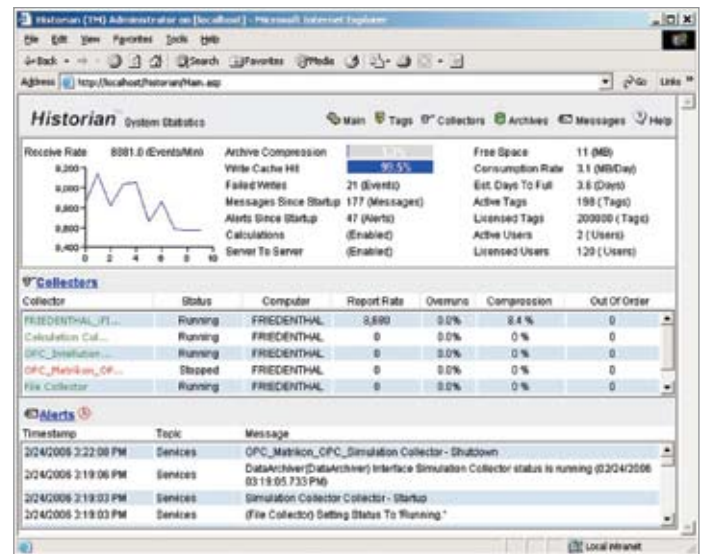 Historian (TM) Administrator on [localhost] - Microsoft Internet Explorer
File Edit View Favorites Tools Help
Back Search Favorites Media
Address http://localhost/historian/Main.asp Go Links
Historian™ System Statistics Main Tags Collectors Archives Messages Help
Receive Rate 8081.0 (Events/Min) Archive Compression Free Space 11 (MB)
Write Cache Hit 99.5% Consumption Rate 3.1 (MB/Day)
Failed Writes 21 (Events) Est. Days To Full 3.6 (Days)
Messages Since Startup 177 (Messages) Active Tags 198 (Tags)
Alerts Since Startup 47 (Alerts) Licensed Tags 200000 (Tags)
Calculations (Enabled) Active Users 2 (Users)
Server To Server (Enabled) Licensed Users 120 (Users)
0 2 4 6 8 10
Collectors
Collector Status Computer Report Rate Overruns Compression Out Of Order
Running FRIEDENTHAL 0.0% 8.4 % 0
Calculation Col... Running FRIEDENTHAL 0 0.0% 0 % 0
Running FRIEDENTHAL 0 0.0% 0 % 0
OPC_Matrikon_OP... Stopped FRIEDENTHAL 0 0.0% 0 % 0
File Collector Running FRIEDENTHAL 0 0.0% 0 % 0
Alerts
Timestamp Topic Message
2/24/2006 3:22:08 PM Services OPC_Matrikon_OPC_Simulation Collector - Shutdown
2/24/2006 3:19:06 PM Services DataArchiver(DataArchiver) Interface Simulation Collector status is running (02/24/2006
03:19:05.733 PM)
2/24/2006 3:19:03 PM Services Simulation Collector Collector - Startup
2/24/2006 3:19:03 PM Services (File Collector) Setting Status To 'Running.'
Local intranet